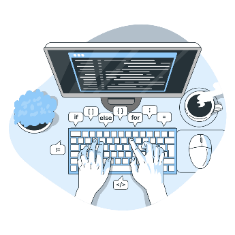 [ ] { } ;
if else for =
!=
</>